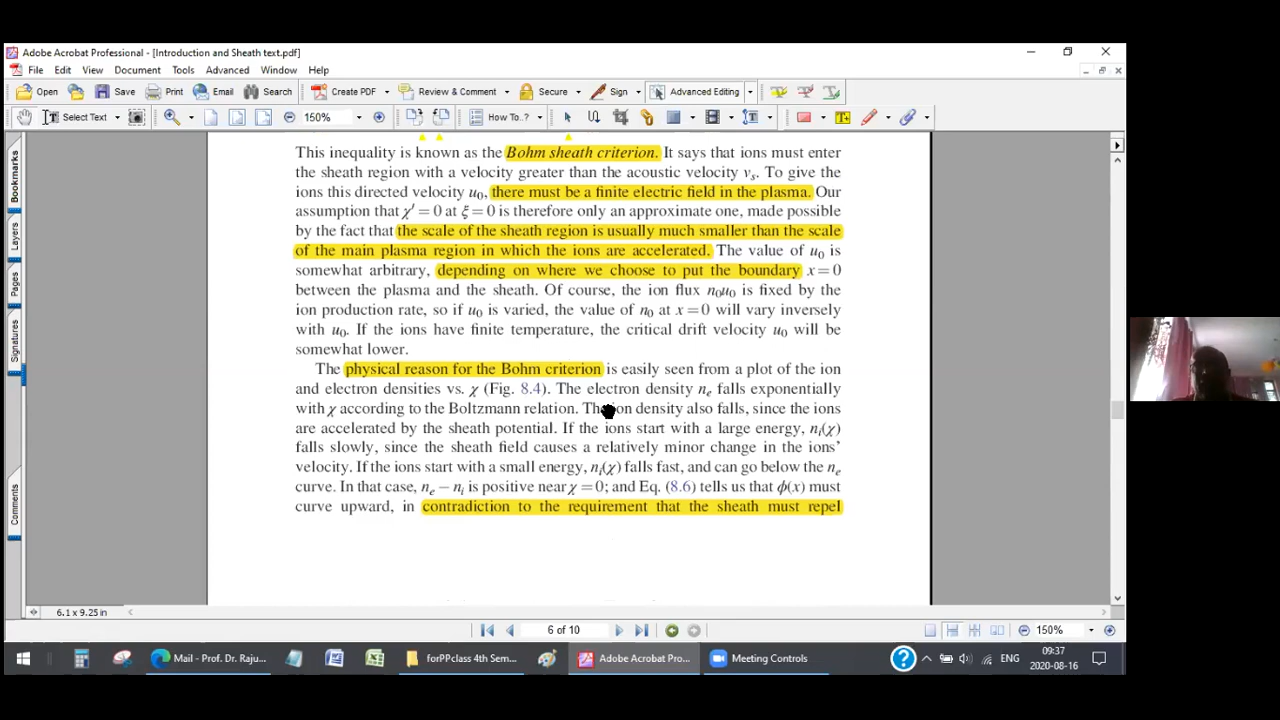 Adobe Acrobat Professional - [Introduction and Sheath text.pdf]
File Edit View Document Tools Advanced Window Help
Open Save Print Email Search Create PDF Review & Comment Secure Sign Advanced Editing
Select Text 150% How To..?
Bookmarks
Layers
Pages
Signatures
Comments
This inequality is known as the Bohm sheath criterion. It says that ions must enter
the sheath region with a velocity greater than the acoustic velocity vs. To give the
ions this directed velocity u0, there must be a finite electric field in the plasma. Our
assumption that χ′ = 0 at ξ = 0 is therefore only an approximate one, made possible
by the fact that the scale of the sheath region is usually much smaller than the scale
of the main plasma region in which the ions are accelerated. The value of u0 is
somewhat arbitrary, depending on where we choose to put the boundary x = 0
between the plasma and the sheath. Of course, the ion flux n0u0 is fixed by the
ion production rate, so if u0 is varied, the value of n0 at x = 0 will vary inversely
with u0. If the ions have finite temperature, the critical drift velocity u0 will be
somewhat lower.
The physical reason for the Bohm criterion is easily seen from a plot of the ion
and electron densities vs. χ (Fig. 8.4). The electron density ne falls exponentially
with χ according to the Boltzmann relation. The ion density also falls, since the ions
are accelerated by the sheath potential. If the ions start with a large energy, ni(χ)
falls slowly, since the sheath field causes a relatively minor change in the ions'
velocity. If the ions start with a small energy, ni(χ) falls fast, and can go below the ne
curve. In that case, ne − ni is positive near χ = 0; and Eq. (8.6) tells us that ϕ(x) must
curve upward, in contradiction to the requirement that the sheath must repel
6.1 x 9.25 in
6 of 10 150%
Mail - Prof. Dr. Raju... forPPclass 4th Sem... Adobe Acrobat Pro... Meeting Controls ENG 09:37
2020-08-16